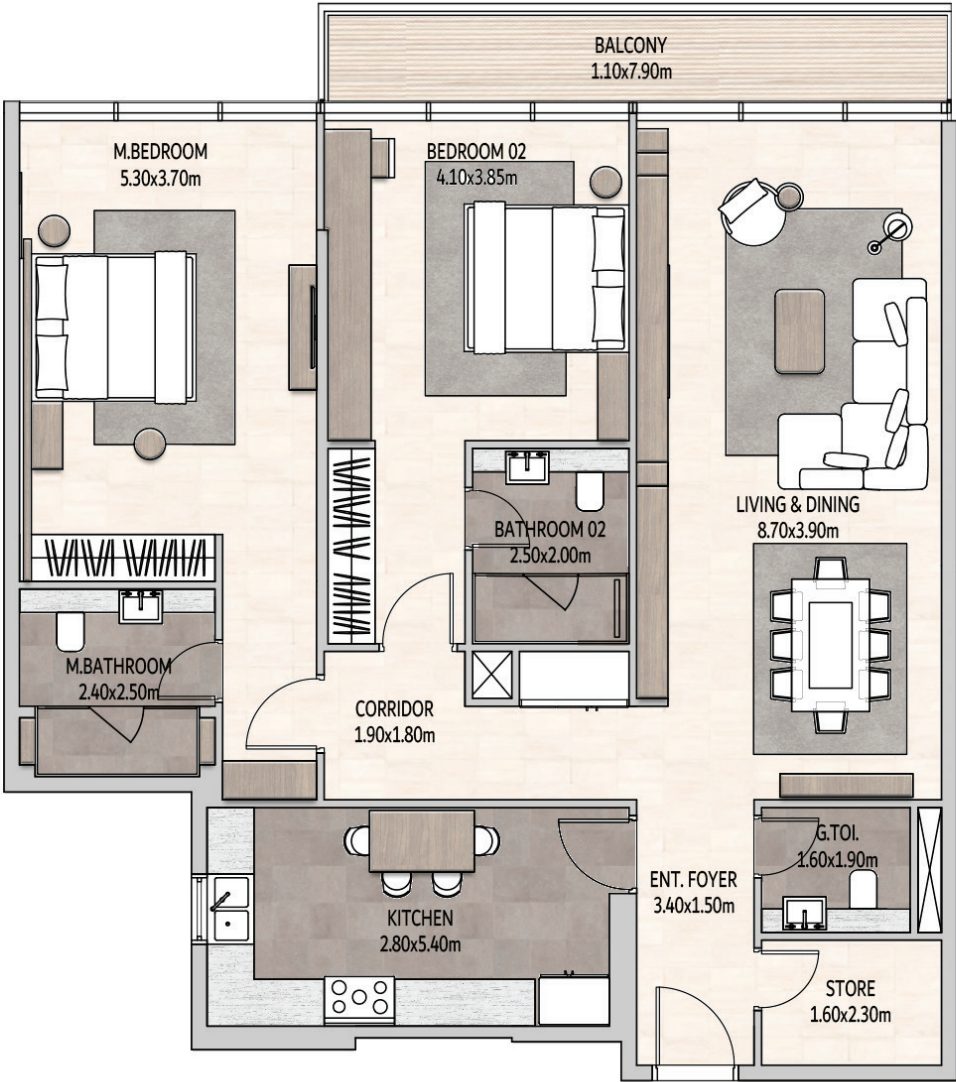 BALCONY
1.10x7.90m
M.BEDROOM
5.30x3.70m
BEDROOM 02
4.10x3.85m
LIVING & DINING
8.70x3.90m
BATHROOM 02
2.50x2.00m
M.BATHROOM
2.40x2.50m
CORRIDOR
1.90x1.80m
G.TOI.
1.60x1.90m
ENT. FOYER
3.40x1.50m
KITCHEN
2.80x5.40m
STORE
1.60x2.30m